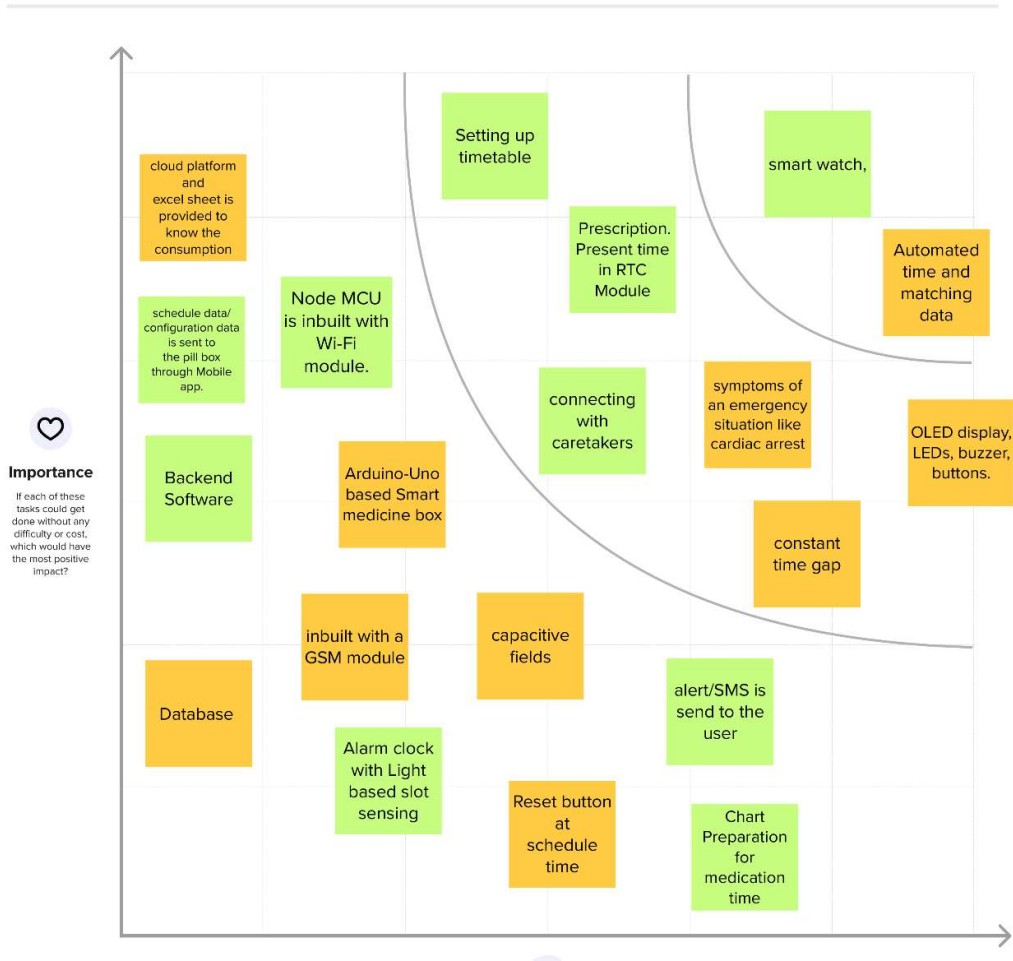 Setting up
timetable
smart watch,
cloud platform
and
excel sheet is
provided to
know the
consumption
Prescription.
Present time
in RTC
Module
Automated
time and
matching
data
Node MCU
is inbuilt with
Wi-Fi
module.
schedule data/
configuration data
is sent to
the pill box
through Mobile
app.
connecting
with
caretakers
symptoms of
an emergency
situation like
cardiac arrest
OLED display,
LEDs, buzzer,
buttons.
Importance
If each of these
tasks could get
done without any
difficulty or cost,
which would have
the most positive
impact?
Backend
Software
Arduino-Uno
based Smart
medicine box
constant
time gap
inbuilt with a
GSM module
capacitive
fields
Database
alert/SMS is
send to the
user
Alarm clock
with Light
based slot
sensing
Reset button
at
schedule
time
Chart
Preparation
for
medication
time